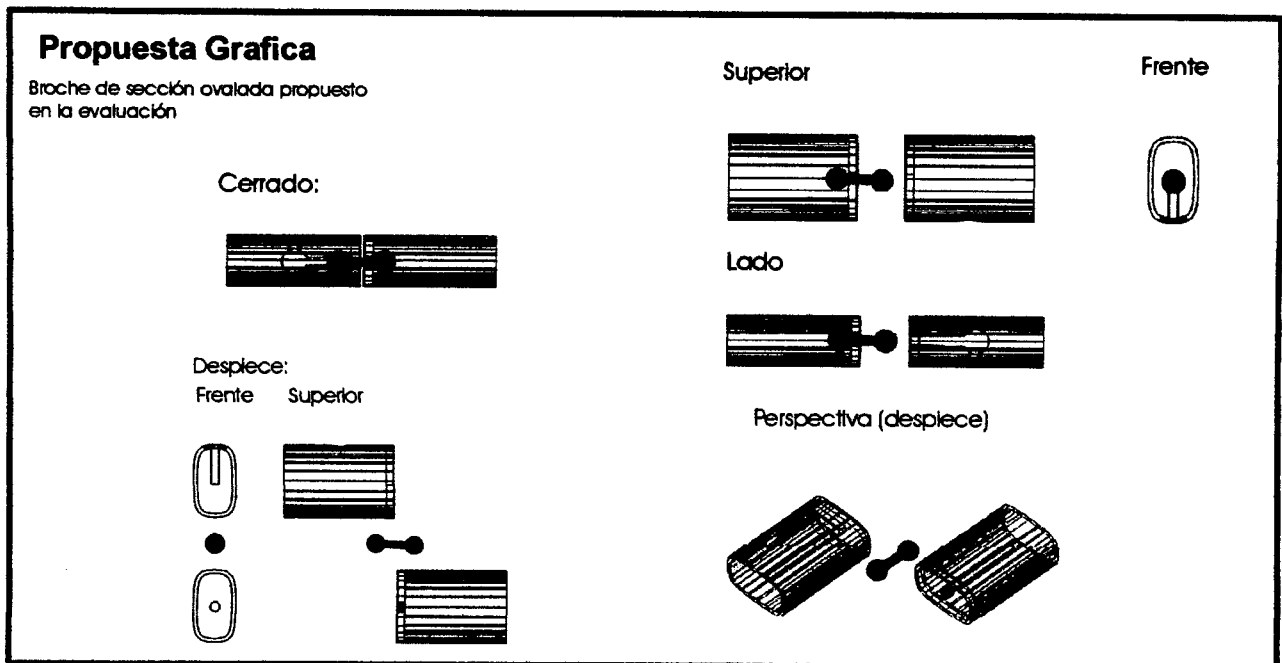 Propuesta Grafica
Broche de sección ovalada propuesto
en la evaluación
Cerrado:
Despiece:
Frente Superior
Superior Frente
Lado
Perspectiva (despiece)